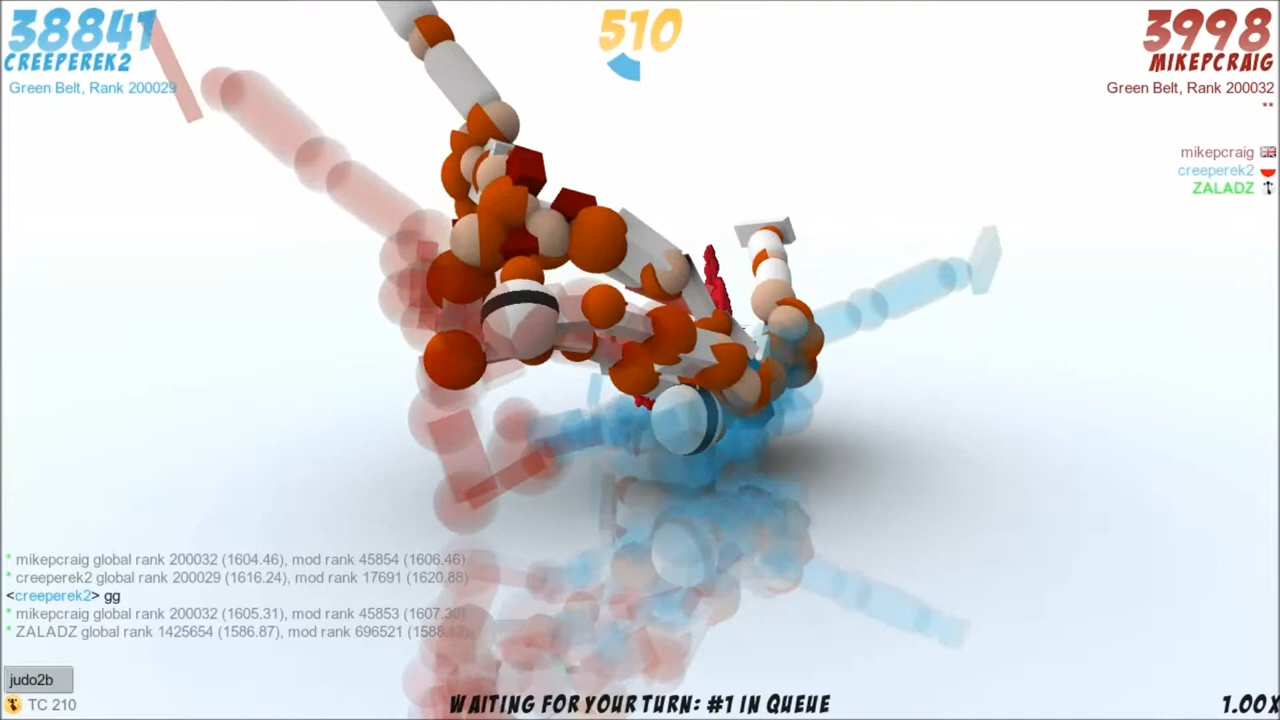 38841
CREEPEREK2
Green Belt, Rank 200029
510
3998
MIKEPCRAIG
Green Belt, Rank 200032
**
mikepcraig
creeperek2
ZALADZ
* mikepcraig global rank 200032 (1604.46), mod rank 45854 (1606.46)
* creeperek2 global rank 200029 (1616.24), mod rank 17691 (1620.88)
<creeperek2> gg
* mikepcraig global rank 200032 (1605.31), mod rank 45853 (1607.30)
* ZALADZ global rank 1425654 (1586.87), mod rank 696521
judo2b
TC 210
WAITING FOR YOUR TURN: #1 IN QUEUE
1.00X